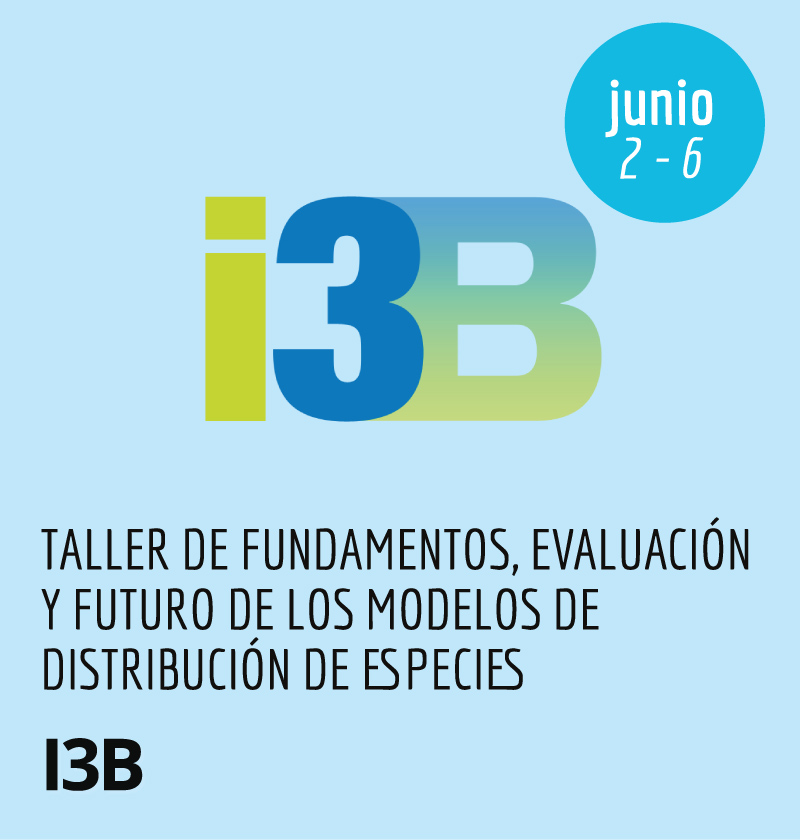 junio
2 - 6
i3B
TALLER DE FUNDAMENTOS, EVALUACIÓN
Y FUTURO DE LOS MODELOS DE
DISTRIBUCIÓN DE ESPECIES
I3B